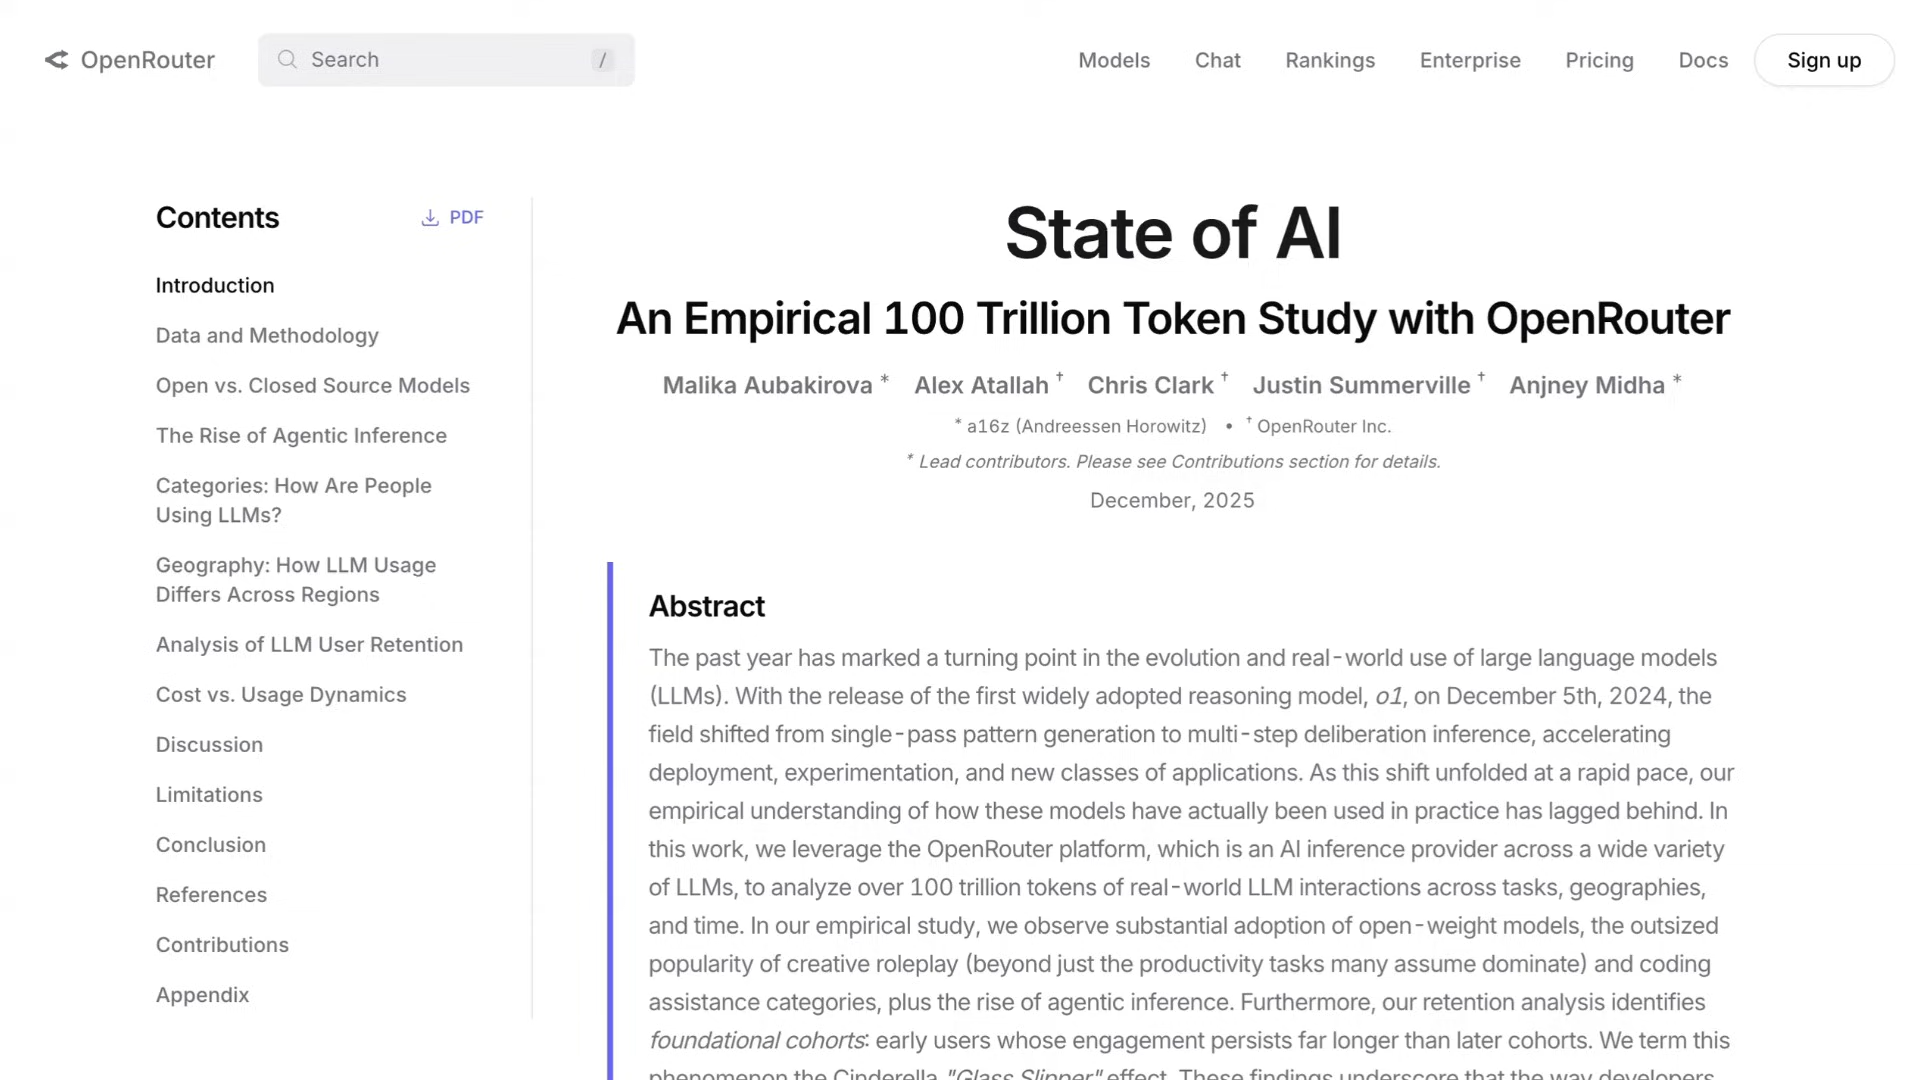 OpenRouter
Search /
Models Chat Rankings Enterprise Pricing Docs Sign up
Contents PDF
Introduction
Data and Methodology
Open vs. Closed Source Models
The Rise of Agentic Inference
Categories: How Are People
Using LLMs?
Geography: How LLM Usage
Differs Across Regions
Analysis of LLM User Retention
Cost vs. Usage Dynamics
Discussion
Limitations
Conclusion
References
Contributions
Appendix
State of AI
An Empirical 100 Trillion Token Study with OpenRouter
Malika Aubakirova * Alex Atallah † Chris Clark † Justin Summerville † Anjney Midha *
* a16z (Andreessen Horowitz) • † OpenRouter Inc.
* Lead contributors. Please see Contributions section for details.
December, 2025
Abstract
The past year has marked a turning point in the evolution and real-world use of large language models
(LLMs). With the release of the first widely adopted reasoning model, o1, on December 5th, 2024, the
field shifted from single-pass pattern generation to multi-step deliberation inference, accelerating
deployment, experimentation, and new classes of applications. As this shift unfolded at a rapid pace, our
empirical understanding of how these models have actually been used in practice has lagged behind. In
this work, we leverage the OpenRouter platform, which is an AI inference provider across a wide variety
of LLMs, to analyze over 100 trillion tokens of real-world LLM interactions across tasks, geographies,
and time. In our empirical study, we observe substantial adoption of open-weight models, the outsized
popularity of creative roleplay (beyond just the productivity tasks many assume dominate) and coding
assistance categories, plus the rise of agentic inference. Furthermore, our retention analysis identifies
foundational cohorts: early users whose engagement persists far longer than later cohorts. We term this
phenomenon the Cinderella "Glass Slipper" effect. These findings underscore that the way developers